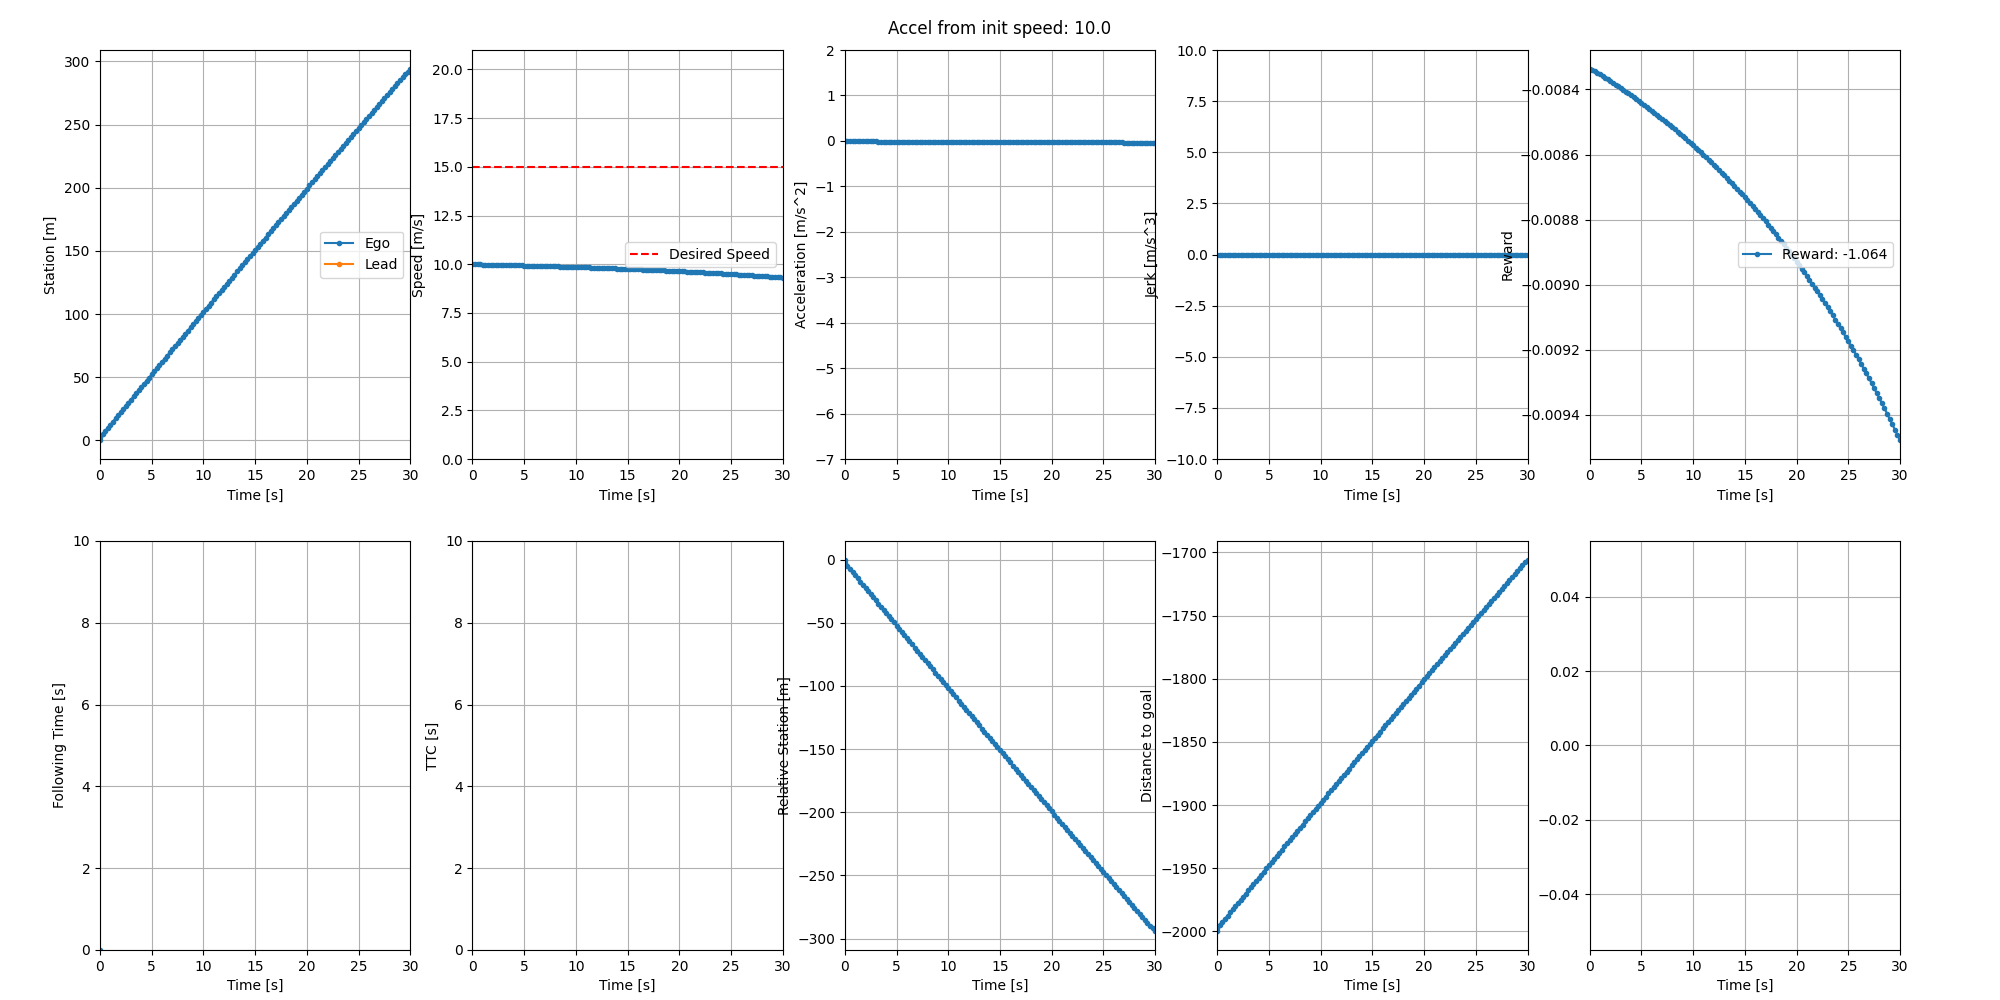 Accel from init speed: 10.0
300
250
200
150
100
50
0
Station [m]
Ego
Lead
0 5 10 15 20 25 30
Time [s]
20.0
17.5
15.0
12.5
10.0
7.5
5.0
2.5
0.0
Speed [m/s]
Desired Speed
0 5 10 15 20 25 30
Time [s]
2
1
0
−1
−2
−3
−4
−5
−6
−7
Acceleration [m/s^2]
0 5 10 15 20 25 30
Time [s]
10.0
7.5
5.0
2.5
0.0
−2.5
−5.0
−7.5
−10.0
Jerk [m/s^3]
0 5 10 15 20 25 30
Time [s]
−0.0084
−0.0086
−0.0088
−0.0090
−0.0092
−0.0094
Reward
Reward: -1.064
0 5 10 15 20 25 30
Time [s]
10
8
6
4
2
0
Following Time [s]
0 5 10 15 20 25 30
Time [s]
10
8
6
4
2
0
TTC [s]
0 5 10 15 20 25 30
Time [s]
0
−50
−100
−150
−200
−250
−300
Relative Station [m]
0 5 10 15 20 25 30
Time [s]
−1700
−1750
−1800
−1850
−1900
−1950
−2000
Distance to goal
0 5 10 15 20 25 30
Time [s]
0.04
0.02
0.00
−0.02
−0.04
0 5 10 15 20 25 30
Time [s]